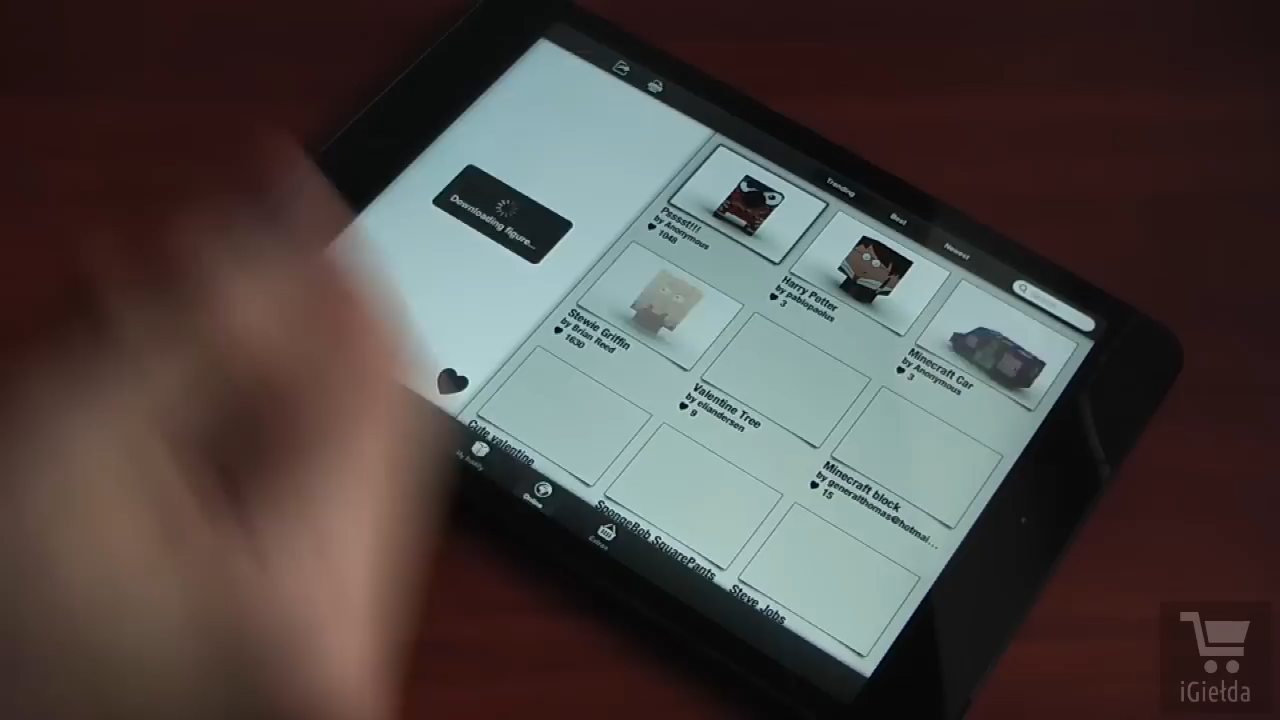 Trending
Best
Newest
Downloading figure...
Psssst!!!
by Anonymous
1048
Harry Potter
by pablopaolus
3
Minecraft Car
by Anonymous
3
Stewie Griffin
by Brian Reed
1630
Valentine Tree
by eliandersen
9
Minecraft block
by generalthomas@hotmai...
15
Cute valentine
SpongeBob SquarePants
Steve Jobs
Online
Extras
iGiełda